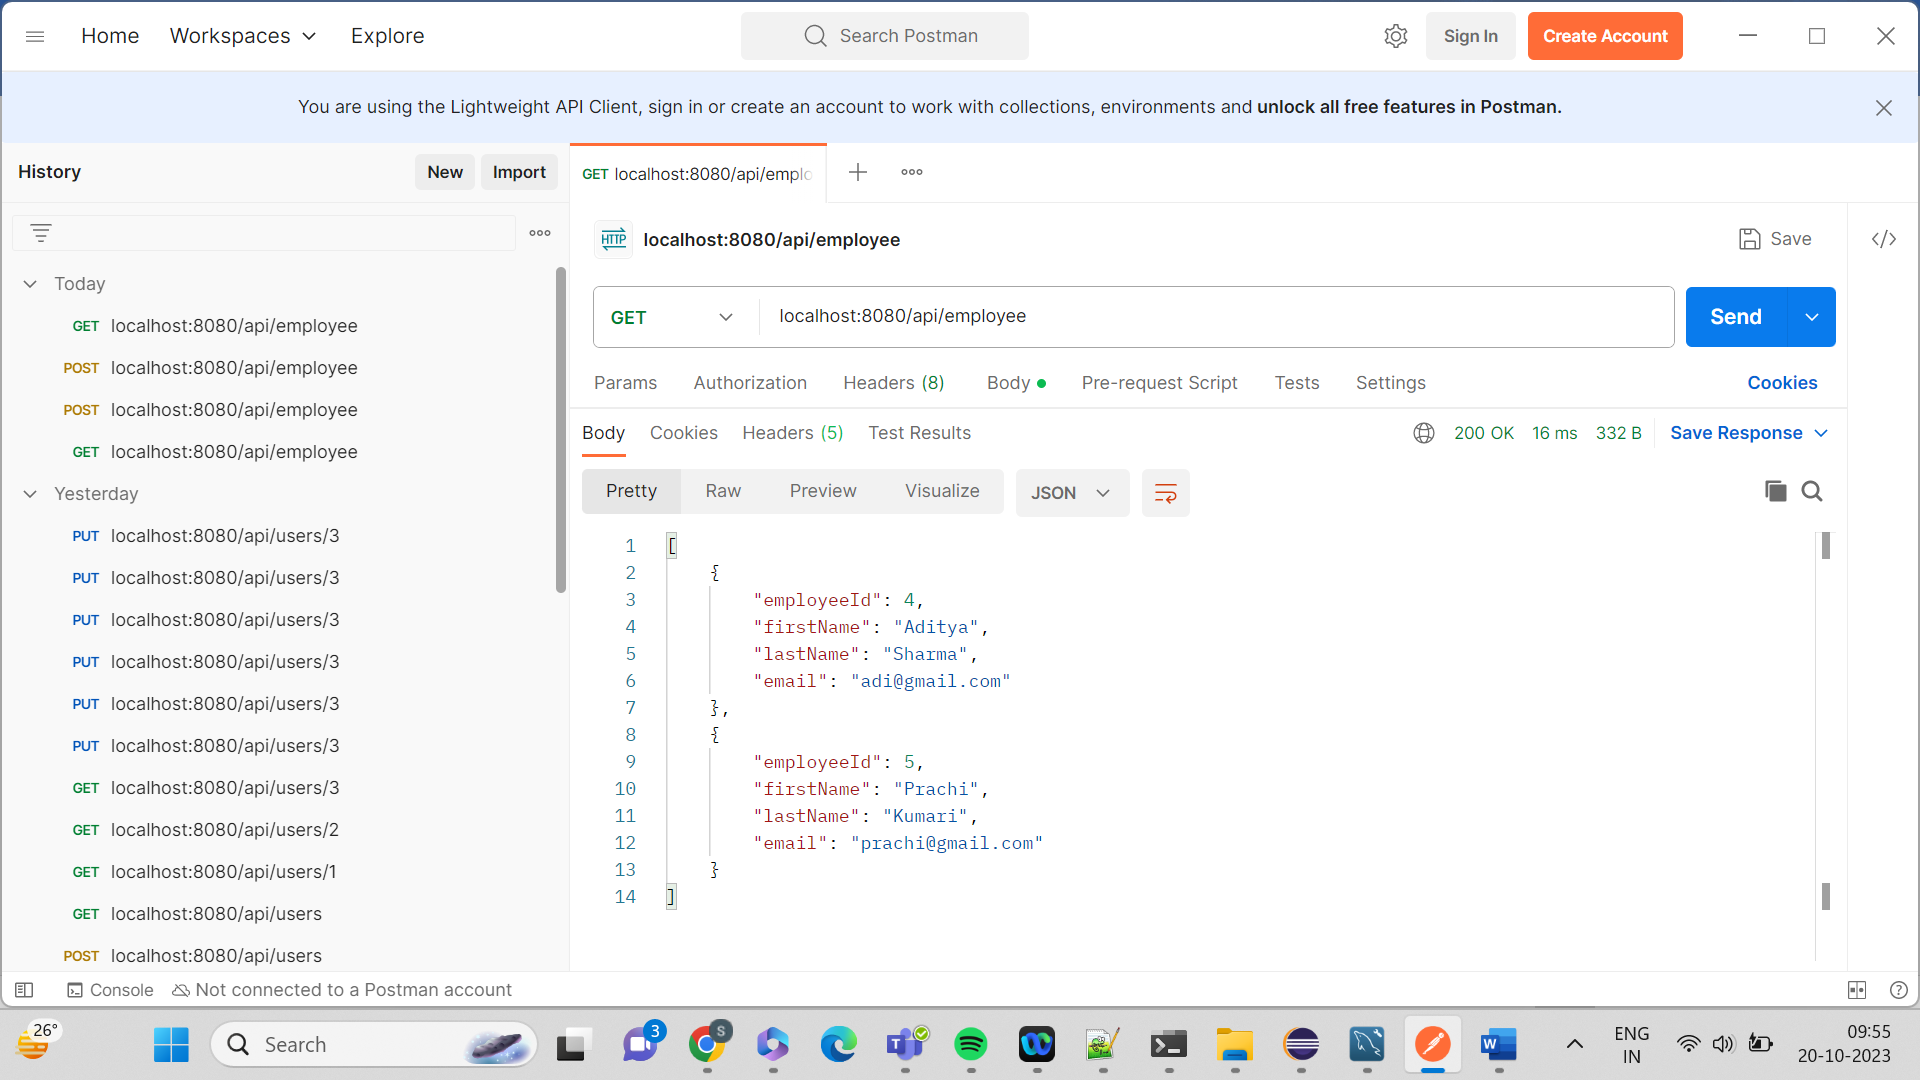 Home Workspaces Explore Search Postman Sign In Create Account
You are using the Lightweight API Client, sign in or create an account to work with collections, environments and unlock all free features in Postman.
History New Import
GET localhost:8080/api/emplo
HTTP localhost:8080/api/employee Save </>
Today
GET localhost:8080/api/employee
POST localhost:8080/api/employee
POST localhost:8080/api/employee
GET localhost:8080/api/employee
Yesterday
PUT localhost:8080/api/users/3
PUT localhost:8080/api/users/3
PUT localhost:8080/api/users/3
PUT localhost:8080/api/users/3
PUT localhost:8080/api/users/3
PUT localhost:8080/api/users/3
GET localhost:8080/api/users/3
GET localhost:8080/api/users/2
GET localhost:8080/api/users/1
GET localhost:8080/api/users
POST localhost:8080/api/users
GET localhost:8080/api/employee Send
Params Authorization Headers (8) Body Pre-request Script Tests Settings Cookies
Body Cookies Headers (5) Test Results 200 OK 16 ms 332 B Save Response
Pretty Raw Preview Visualize JSON
1 [
2 {
3 "employeeId": 4,
4 "firstName": "Aditya",
5 "lastName": "Sharma",
6 "email": "adi@gmail.com"
7 },
8 {
9 "employeeId": 5,
10 "firstName": "Prachi",
11 "lastName": "Kumari",
12 "email": "prachi@gmail.com"
13 }
14 ]
Console Not connected to a Postman account
26° Search 3 S T W ENG 09:55
IN 20-10-2023